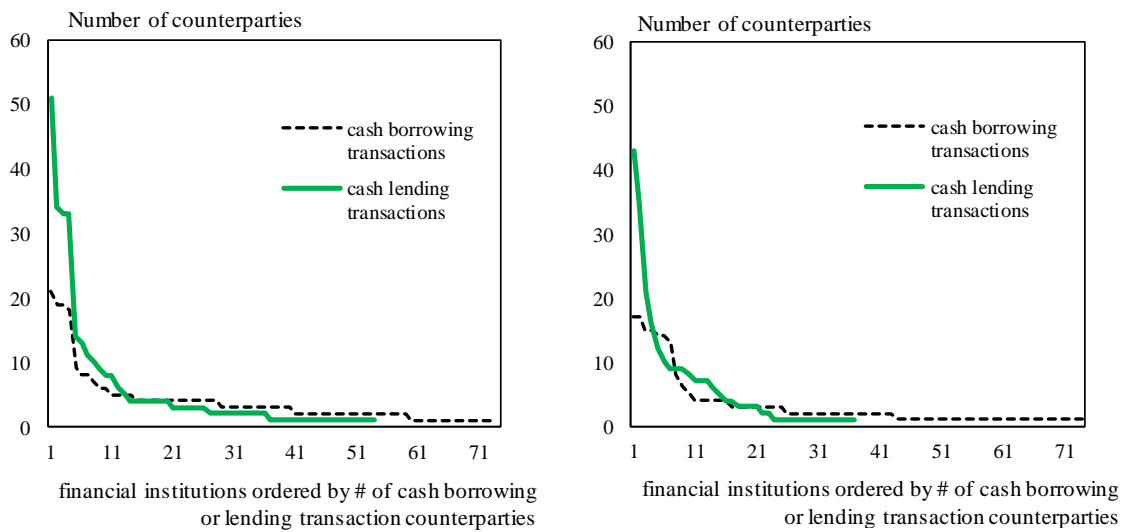 Number of counterparties
60
50
40
30
20
10
0
cash borrowing
transactions
cash lending
transactions
1 11 21 31 41 51 61 71
financial institutions ordered by # of cash borrowing
or lending transaction counterparties
Number of counterparties
60
50
40
30
20
10
0
cash borrowing
transactions
cash lending
transactions
1 11 21 31 41 51 61 71
financial institutions ordered by # of cash borrowing
or lending transaction counterparties